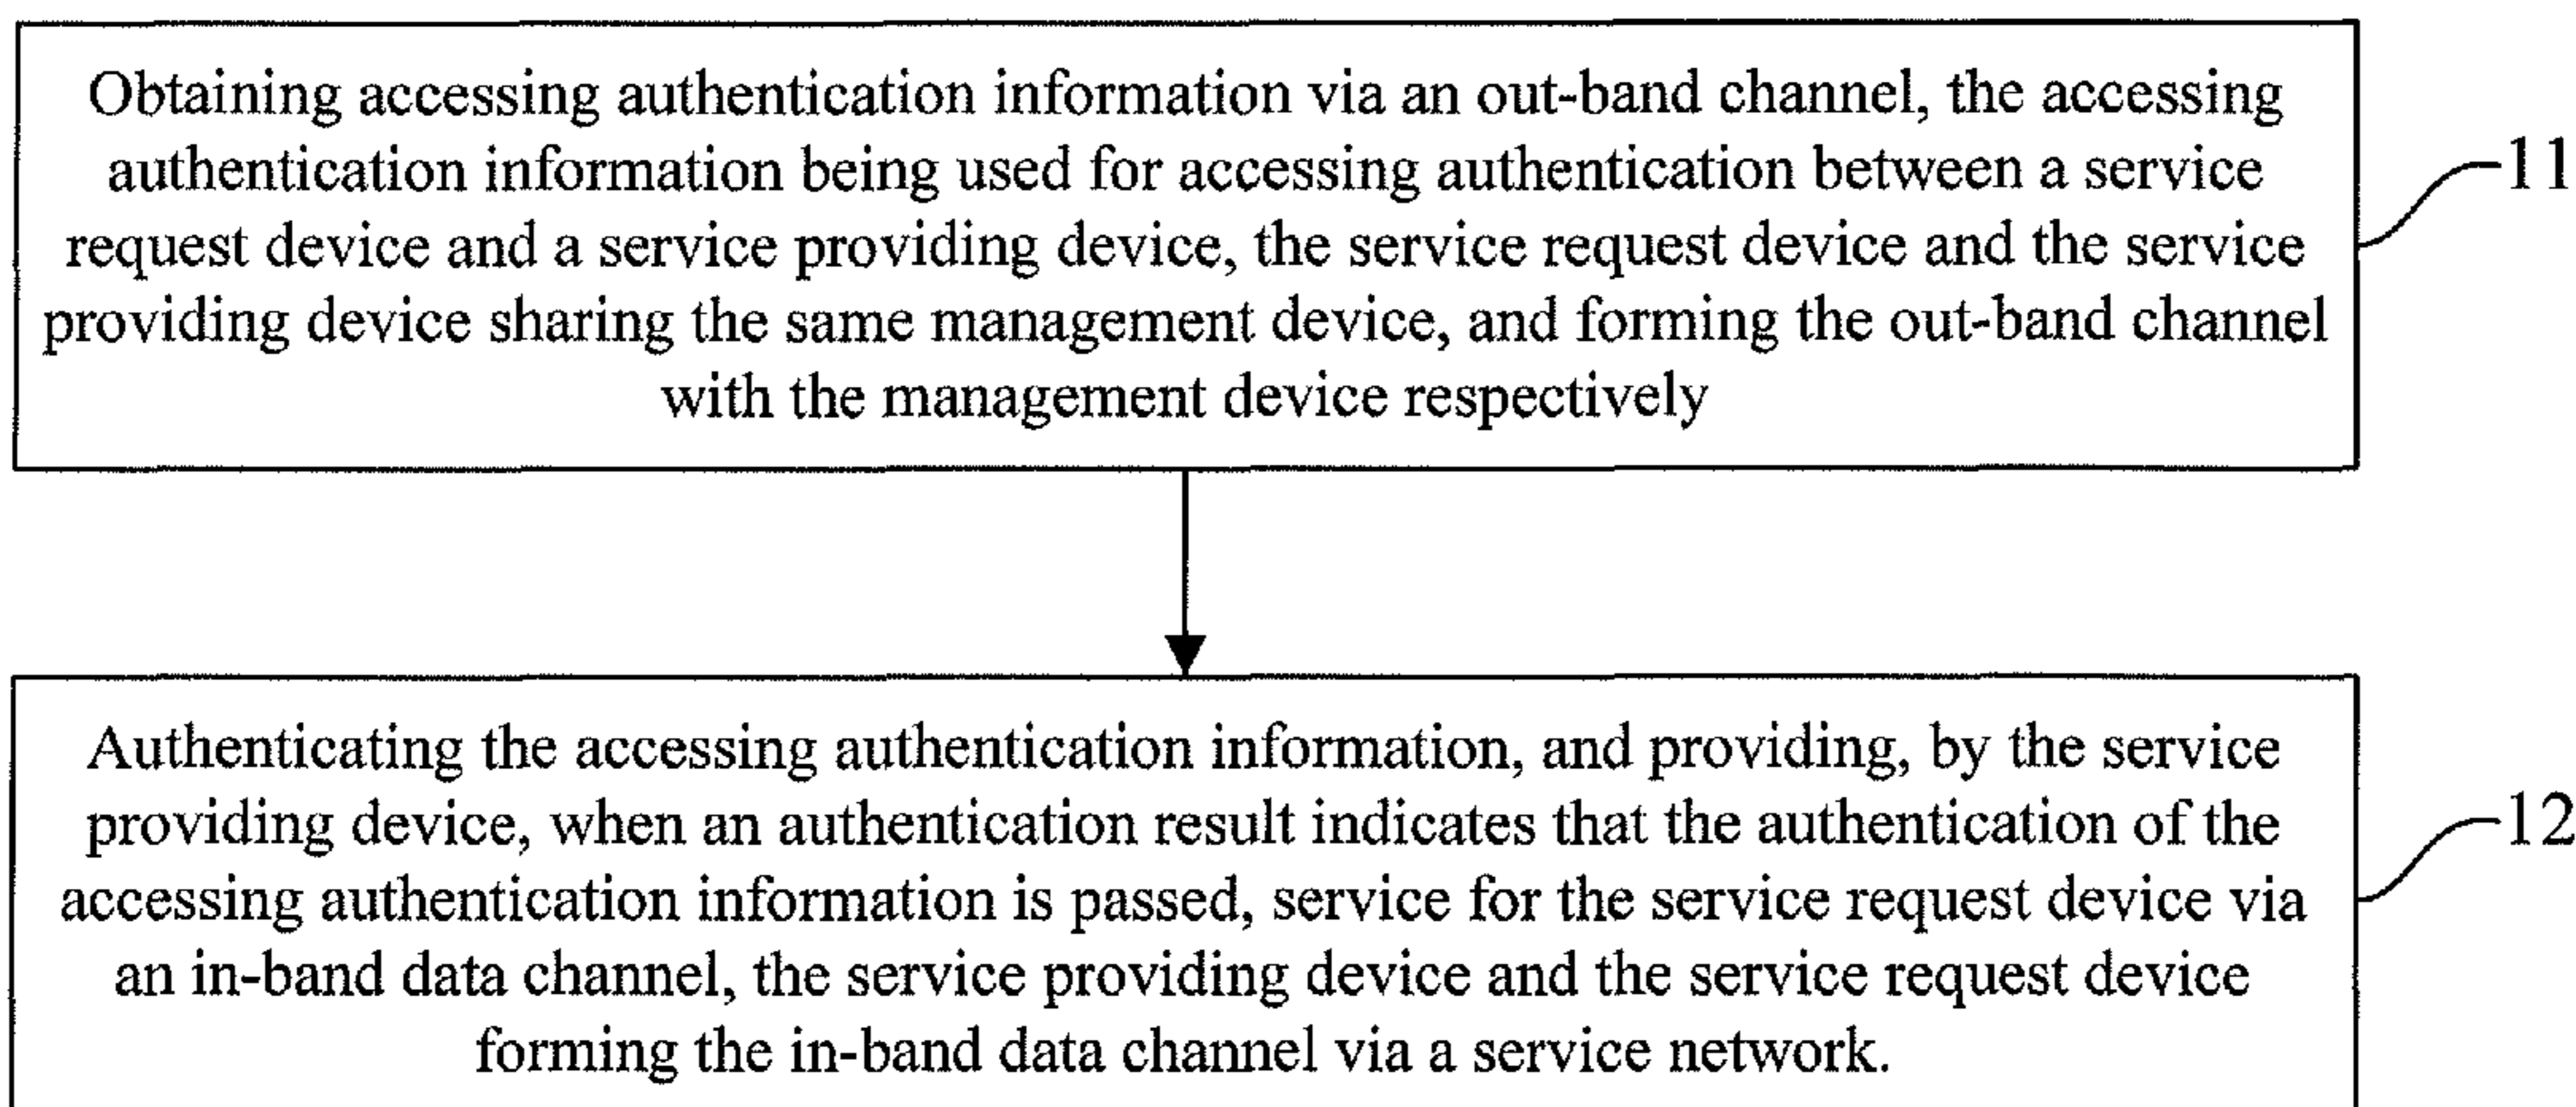 Obtaining accessing authentication information via an out-band channel, the accessing
authentication information being used for accessing authentication between a service
request device and a service providing device, the service request device and the service
providing device sharing the same management device, and forming the out-band channel
with the management device respectively
11
Authenticating the accessing authentication information, and providing, by the service
providing device, when an authentication result indicates that the authentication of the
accessing authentication information is passed, service for the service request device via
an in-band data channel, the service providing device and the service request device
forming the in-band data channel via a service network.
12